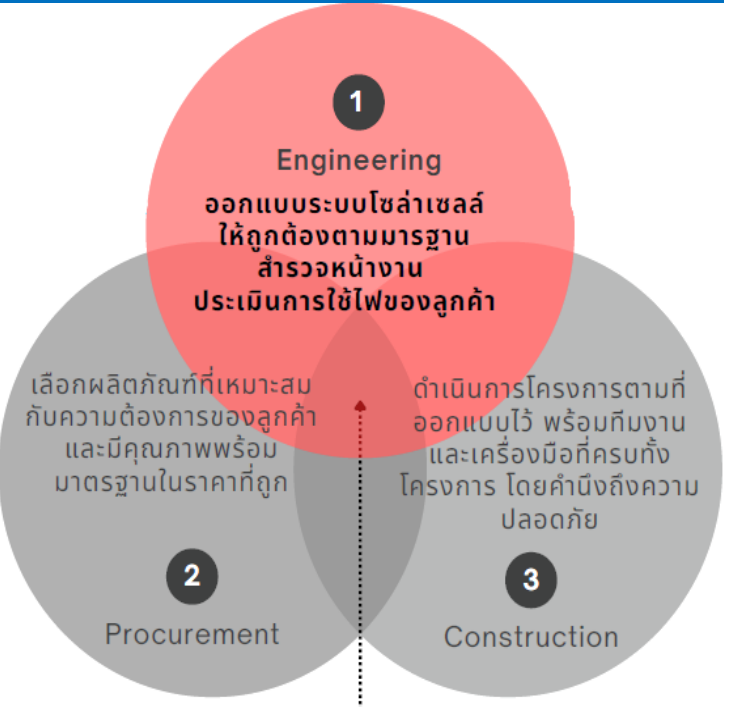 1
Engineering
ออกแบบระบบโซล่าเซลล์
ให้ถูกต้องตามมารฐาน
สำรวจหน้างาน
ประเมินการใช้ไฟของลูกค้า
เลือกผลิตภัณฑ์ที่เหมาะสม
กับความต้องการของลูกค้า
และมีคุณภาพพร้อม
มาตรฐานในราคาที่ถูก
2
Procurement
ดำเนินการโครงการตามที่
ออกแบบไว้ พร้อมทีมงาน
และเครื่องมือที่ครบทั้ง
โครงการ โดยคำนึงถึงความ
ปลอดภัย
3
Construction